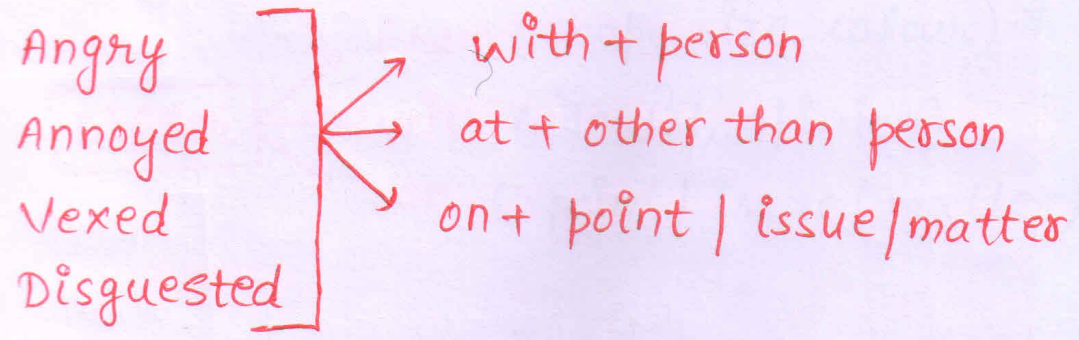 Angry
Annoyed
Vexed
Disguested
with + person
at + other than person
on + point / issue / matter